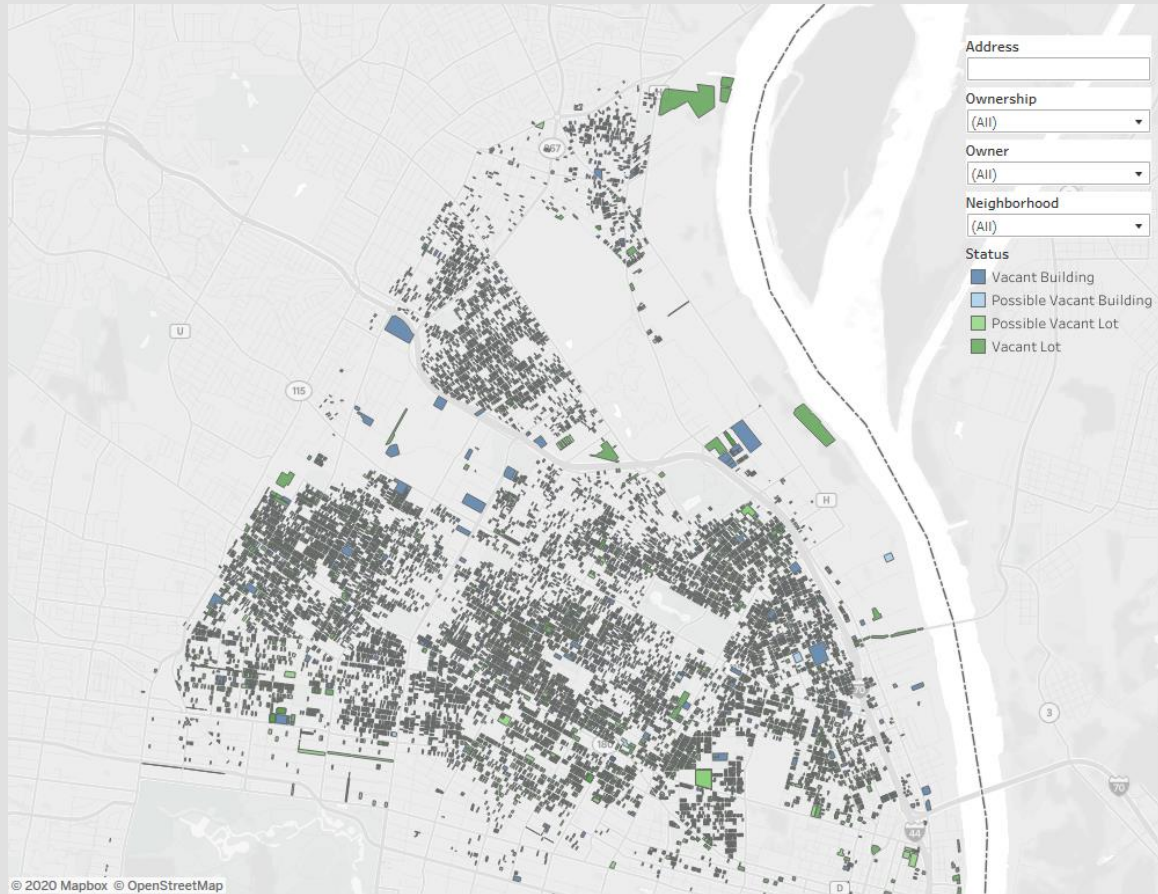 Address
Ownership
(All)
Owner
(All)
Neighborhood
(All)
Status
Vacant Building
Possible Vacant Building
Possible Vacant Lot
Vacant Lot
367
U
115
H
H
3
180
70
70
44
D
© 2020 Mapbox © OpenStreetMap